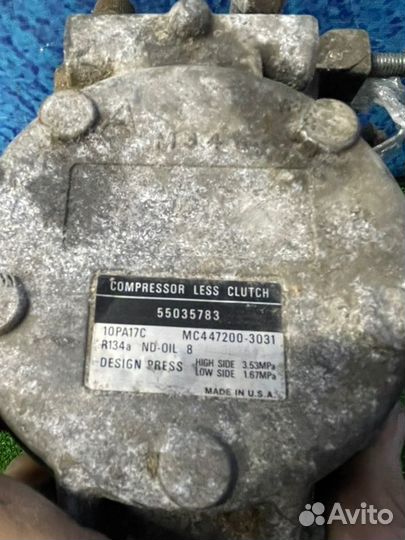 COMPRESSOR LESS CLUTCH
55035783
10PA17C MC447200-3031
R134a ND-OIL 8
DESIGN PRESS HIGH SIDE 3.53MPa
LOW SIDE 1.67MPa
MADE IN U.S.A.
Avito